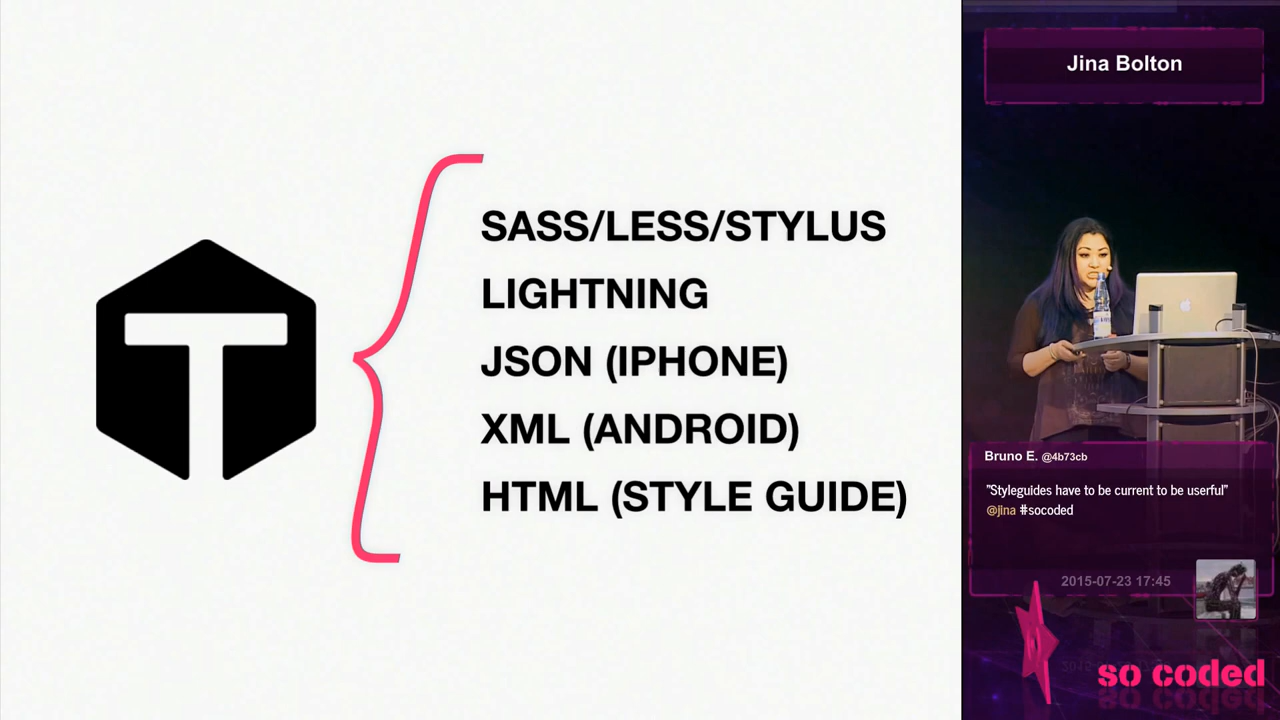 T
SASS/LESS/STYLUS
LIGHTNING
JSON (IPHONE)
XML (ANDROID)
HTML (STYLE GUIDE)
Jina Bolton
Bruno E. @4b73cb
"Styleguides have to be current to be userful"
@jina #socoded
2015-07-23 17:45
so coded